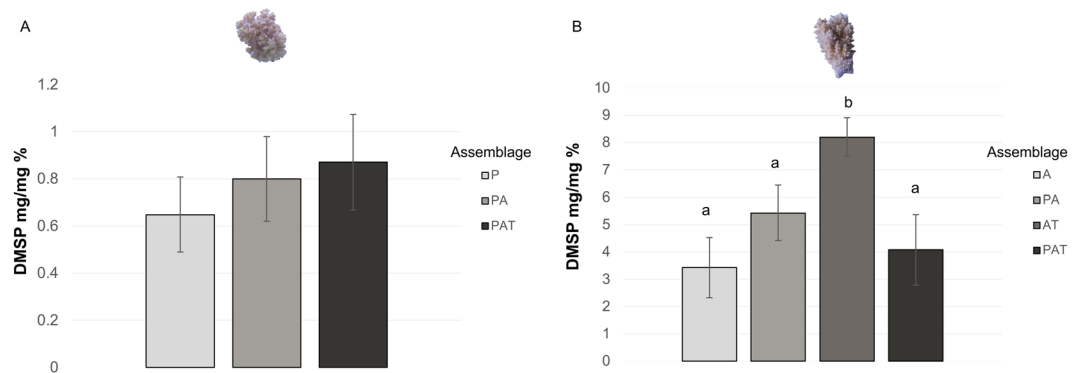 A
1.2
1
0.8
0.6
0.4
0.2
0
DMSP mg/mg %
Assemblage
P
PA
PAT
B
10
9
8
7
6
5
4
3
2
1
0
DMSP mg/mg %
a
a
b
a
Assemblage
A
PA
AT
PAT